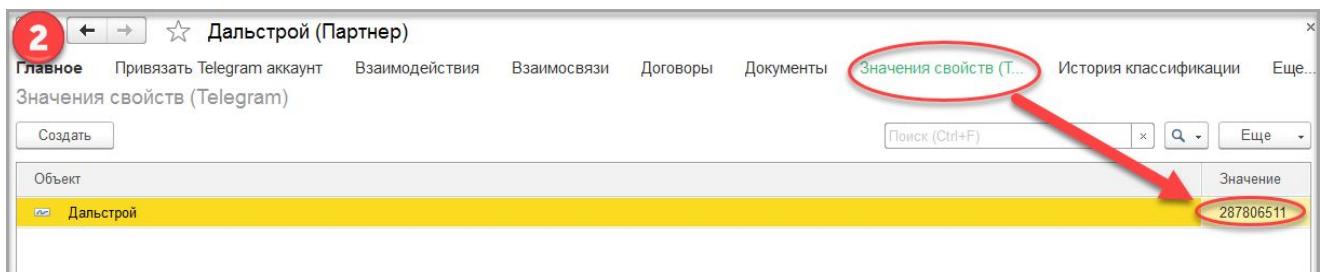 2 Дальстрой (Партнер)
Главное Привязать Telegram аккаунт Взаимодействия Взаимосвязи Договоры Документы Значения свойств (Т... История классификации Еще...
Значения свойств (Telegram)
Создать Поиск (Ctrl+F) × Еще
Объект Значение
Дальстрой 287806511